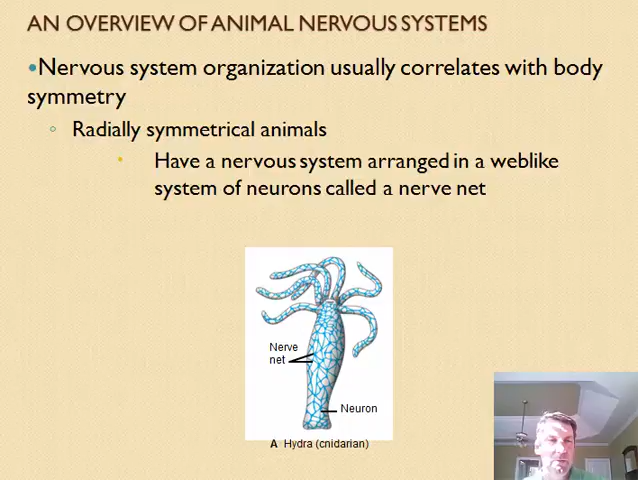 AN OVERVIEW OF ANIMAL NERVOUS SYSTEMS
•Nervous system organization usually correlates with body
symmetry
◦ Radially symmetrical animals
• Have a nervous system arranged in a weblike
system of neurons called a nerve net
Nerve
net
Neuron
A Hydra (cnidarian)